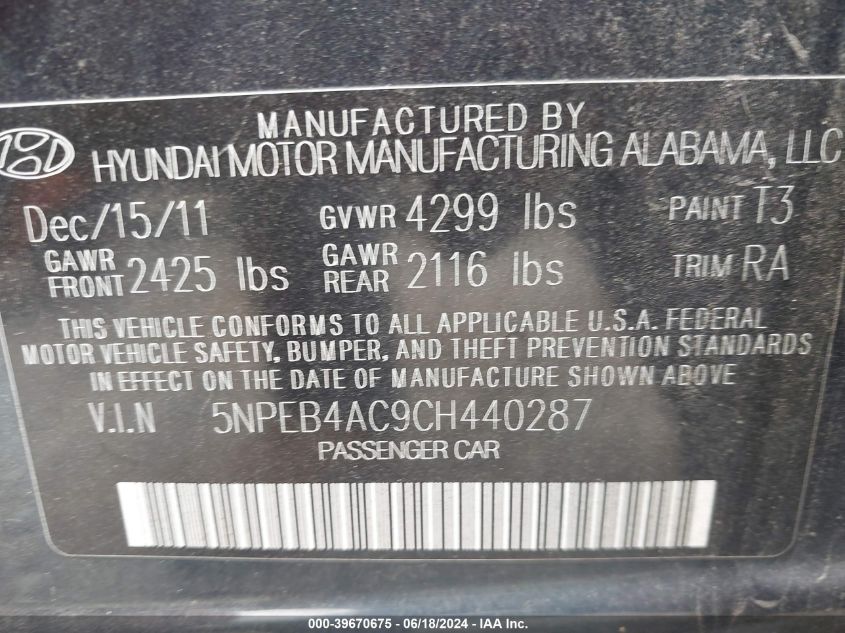 MANUFACTURED BY
HYUNDAI MOTOR MANUFACTURING ALABAMA, LLC
Dec/15/11 GVWR 4299 lbs PAINT T3
GAWR FRONT 2425 lbs GAWR REAR 2116 lbs TRIM RA
THIS VEHICLE CONFORMS TO ALL APPLICABLE U.S.A. FEDERAL
MOTOR VEHICLE SAFETY, BUMPER, AND THEFT PREVENTION STANDARDS
IN EFFECT ON THE DATE OF MANUFACTURE SHOWN ABOVE
V.I.N 5NPEB4AC9CH440287
PASSENGER CAR
000-39670675 - 06/18/2024 - IAA Inc.